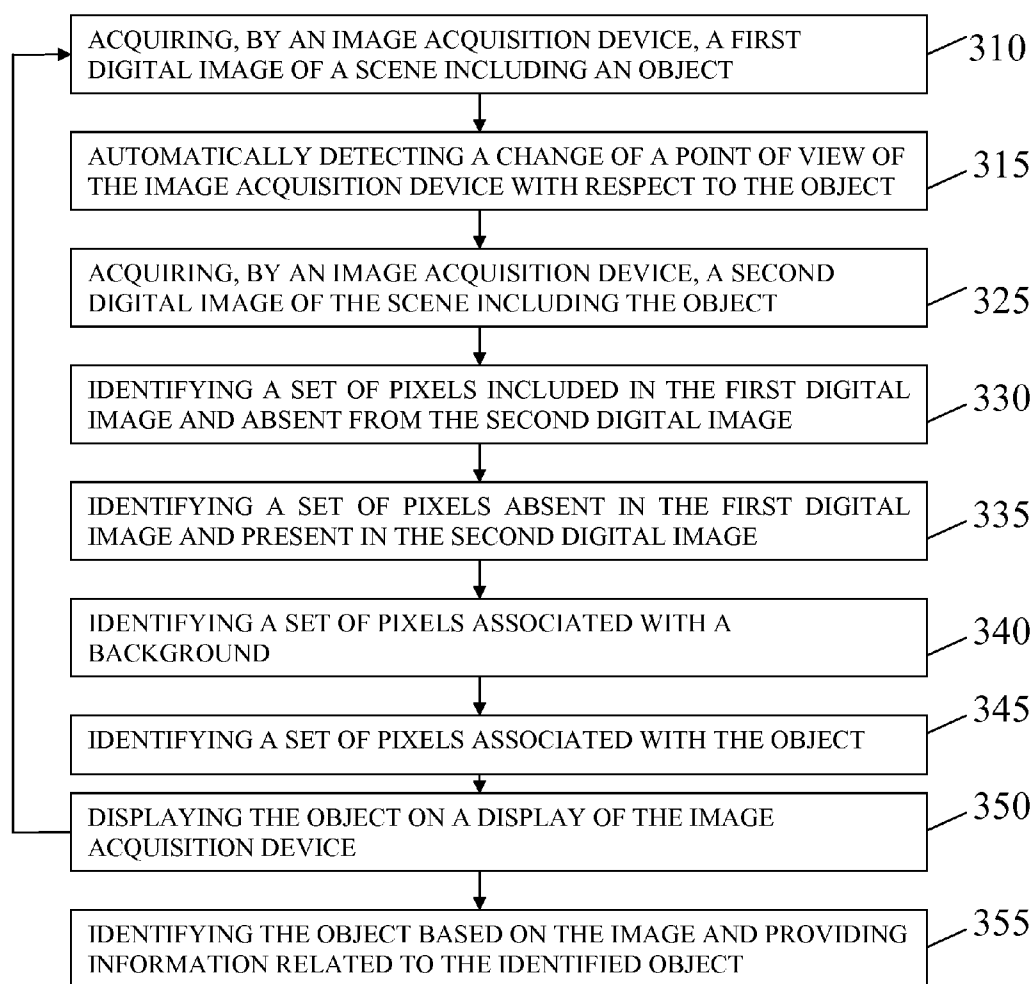 ACQUIRING, BY AN IMAGE ACQUISITION DEVICE, A FIRST
DIGITAL IMAGE OF A SCENE INCLUDING AN OBJECT
310
AUTOMATICALLY DETECTING A CHANGE OF A POINT OF VIEW OF
THE IMAGE ACQUISITION DEVICE WITH RESPECT TO THE OBJECT
315
ACQUIRING, BY AN IMAGE ACQUISITION DEVICE, A SECOND
DIGITAL IMAGE OF THE SCENE INCLUDING THE OBJECT
325
IDENTIFYING A SET OF PIXELS INCLUDED IN THE FIRST DIGITAL
IMAGE AND ABSENT FROM THE SECOND DIGITAL IMAGE
330
IDENTIFYING A SET OF PIXELS ABSENT IN THE FIRST DIGITAL
IMAGE AND PRESENT IN THE SECOND DIGITAL IMAGE
335
IDENTIFYING A SET OF PIXELS ASSOCIATED WITH A
BACKGROUND
340
IDENTIFYING A SET OF PIXELS ASSOCIATED WITH THE OBJECT
345
DISPLAYING THE OBJECT ON A DISPLAY OF THE IMAGE
ACQUISITION DEVICE
350
IDENTIFYING THE OBJECT BASED ON THE IMAGE AND PROVIDING
INFORMATION RELATED TO THE IDENTIFIED OBJECT
355